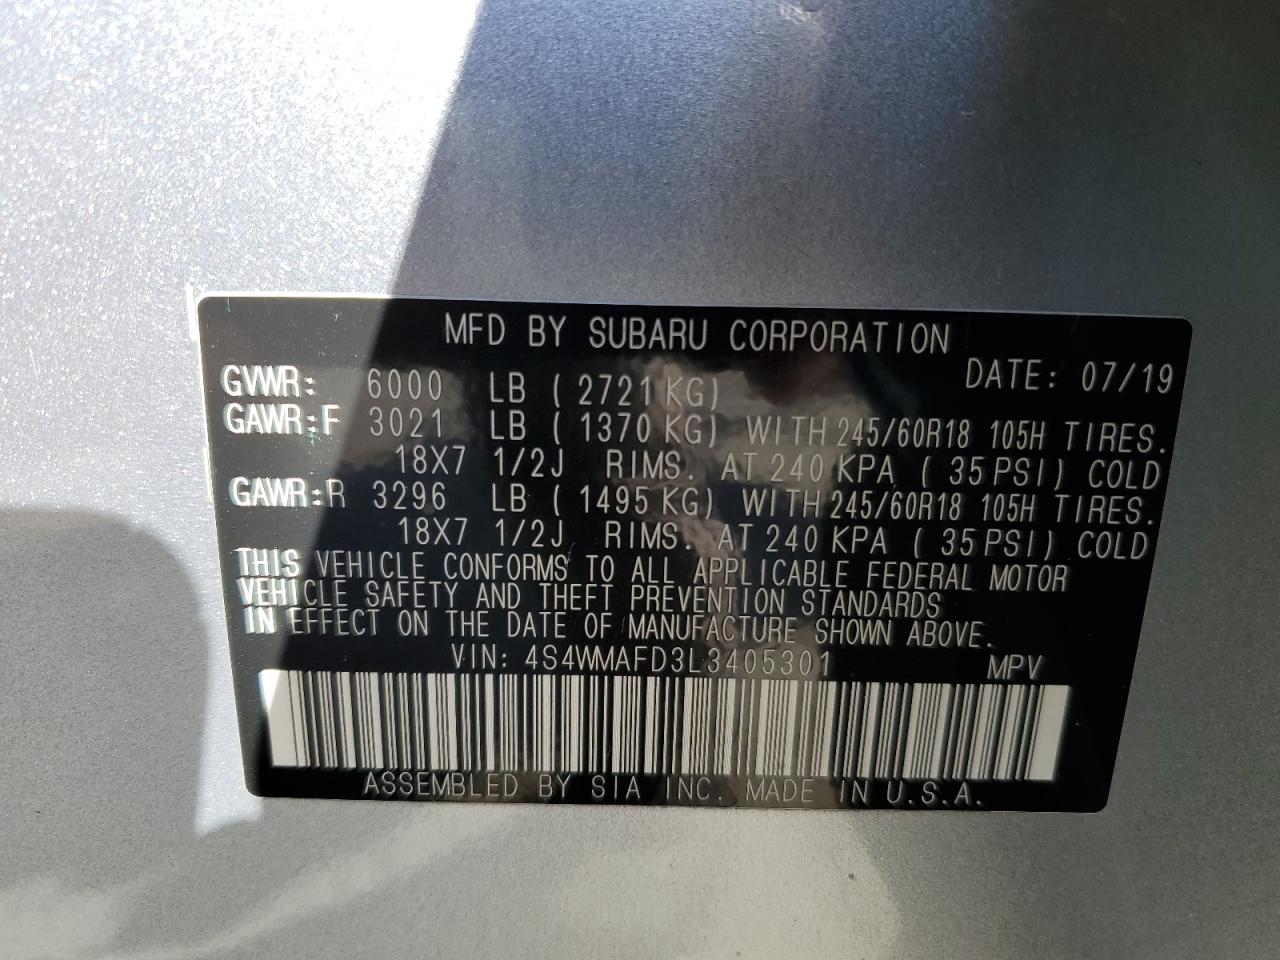 MFD BY SUBARU CORPORATION
DATE: 07/19
GVWR: 6000 LB ( 2721 KG)
GAWR:F 3021 LB ( 1370 KG) WITH 245/60R18 105H TIRES.
18X7 1/2J RIMS. AT 240 KPA ( 35 PSI) COLD
GAWR:R 3296 LB ( 1495 KG) WITH 245/60R18 105H TIRES.
18X7 1/2J RIMS. AT 240 KPA ( 35 PSI) COLD
THIS VEHICLE CONFORMS TO ALL APPLICABLE FEDERAL MOTOR
VEHICLE SAFETY AND THEFT PREVENTION STANDARDS
IN EFFECT ON THE DATE OF MANUFACTURE SHOWN ABOVE.
VIN: 4S4WMAFD3L3405301 MPV
ASSEMBLED BY SIA INC. MADE IN U.S.A.